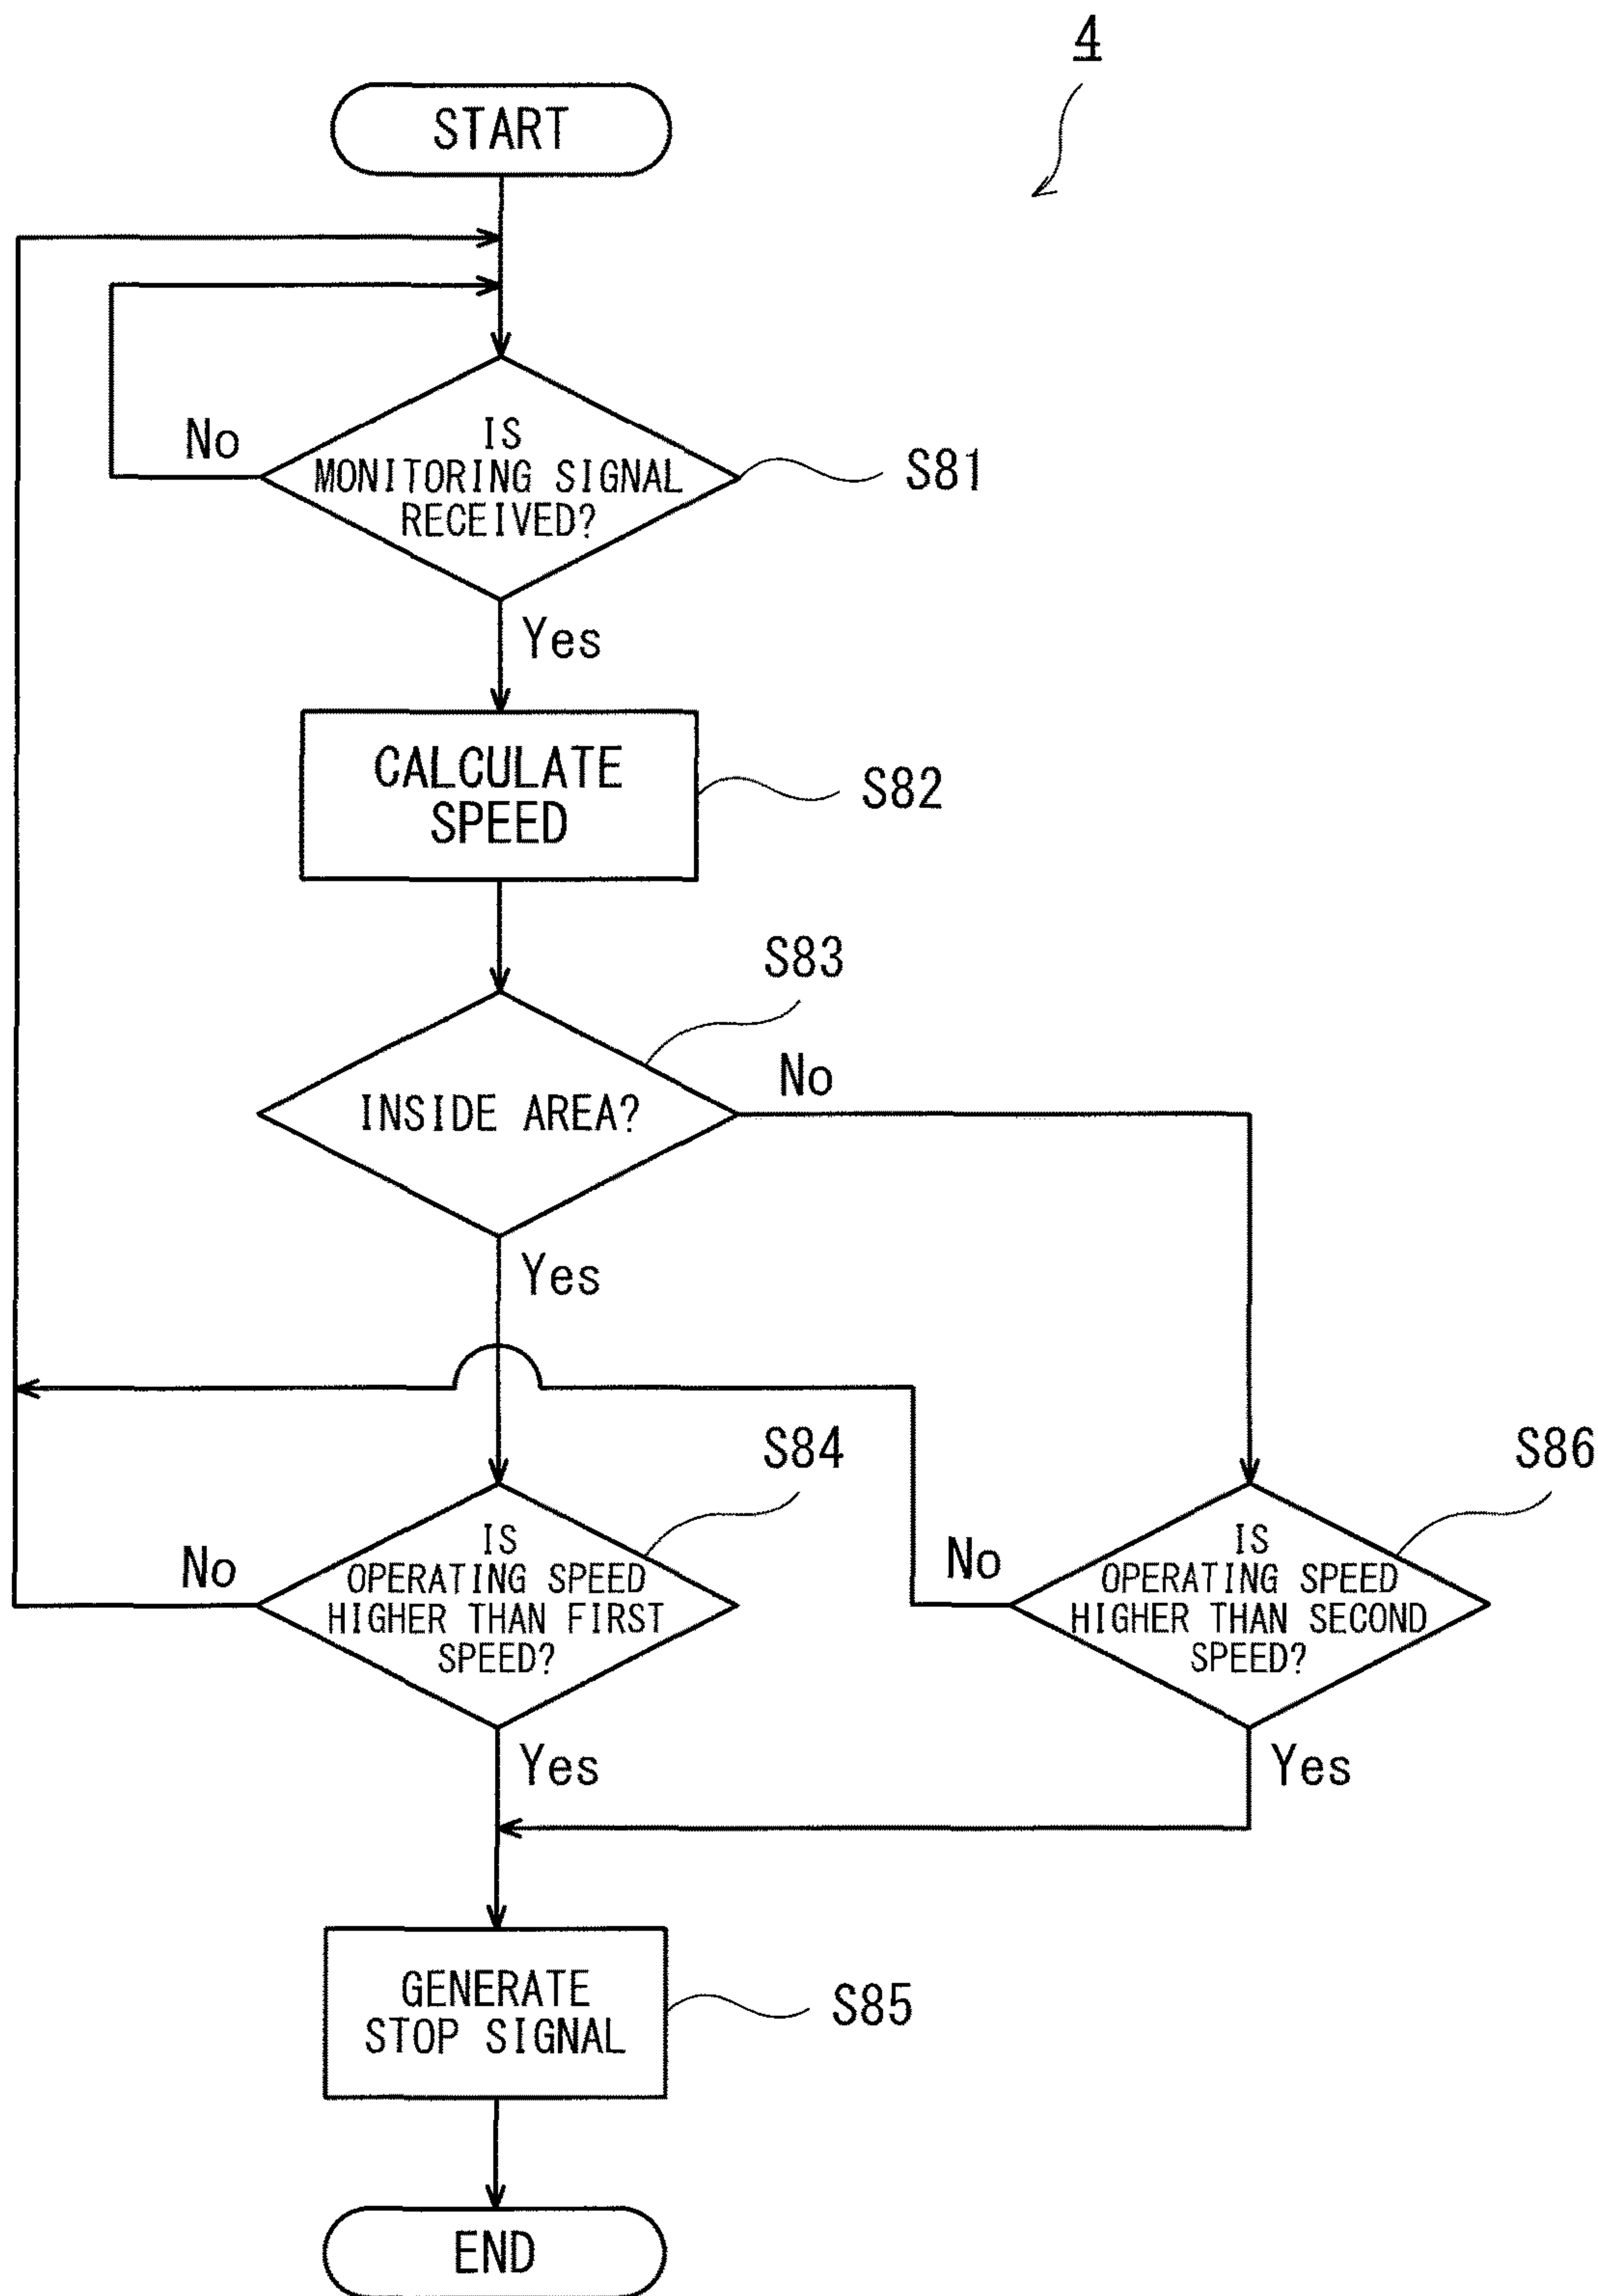 4
START
No
IS
MONITORING SIGNAL
RECEIVED?
S81
Yes
CALCULATE
SPEED
S82
S83
INSIDE AREA?
No
Yes
S84
S86
No
IS
OPERATING SPEED
HIGHER THAN FIRST
SPEED?
No
IS
OPERATING SPEED
HIGHER THAN SECOND
SPEED?
Yes
Yes
GENERATE
STOP SIGNAL
S85
END